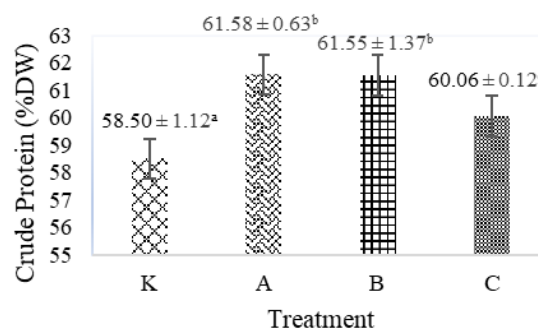 61.58 ± 0.63ᵇ
61.55 ± 1.37ᵇ
60.06 ± 0.12
58.50 ± 1.12ᵃ
Crude Protein (%DW)
63
62
61
60
59
58
57
56
55
K A B C
Treatment